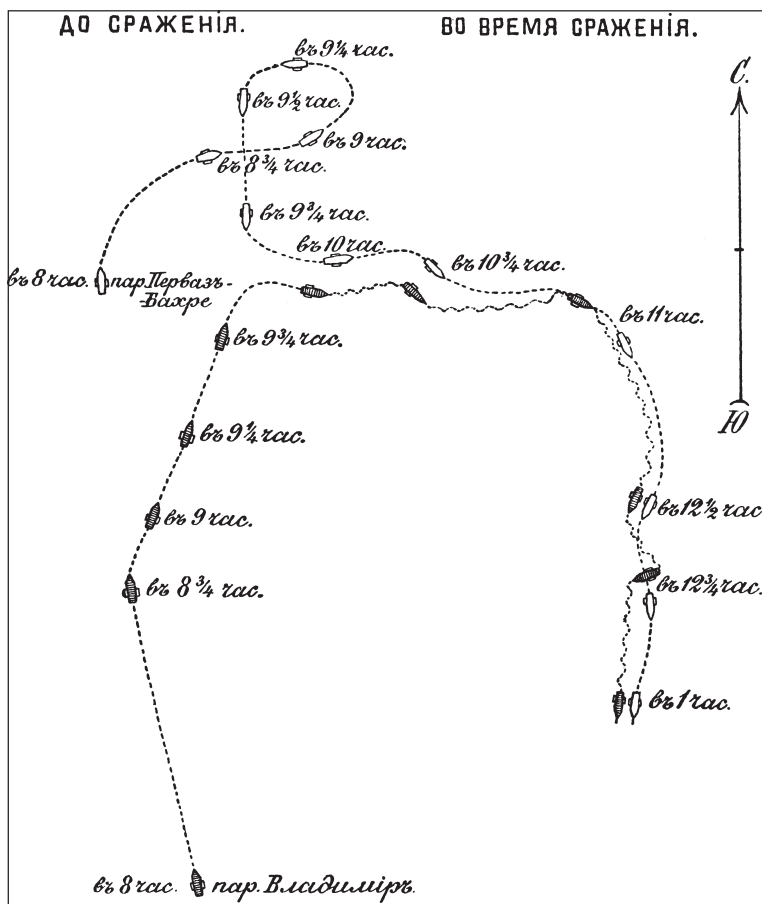 ДО СРАЖЕНІЯ.
ВО ВРЕМЯ СРАЖЕНІЯ.
въ 9¼ час.
С.
въ 9½ час.
въ 9 час.
въ 8¾ час.
въ 9¾ час.
въ 10 час.
въ 10¾ час.
въ 8 час. пар. Первазъ-
-Бахре
въ 11 час.
въ 9¾ час.
Ю
въ 9¼ час.
въ 12½ час
въ 9 час.
въ 12¾ час.
въ 8¾ час.
въ 1 час.
въ 8 час. пар. Владиміръ.